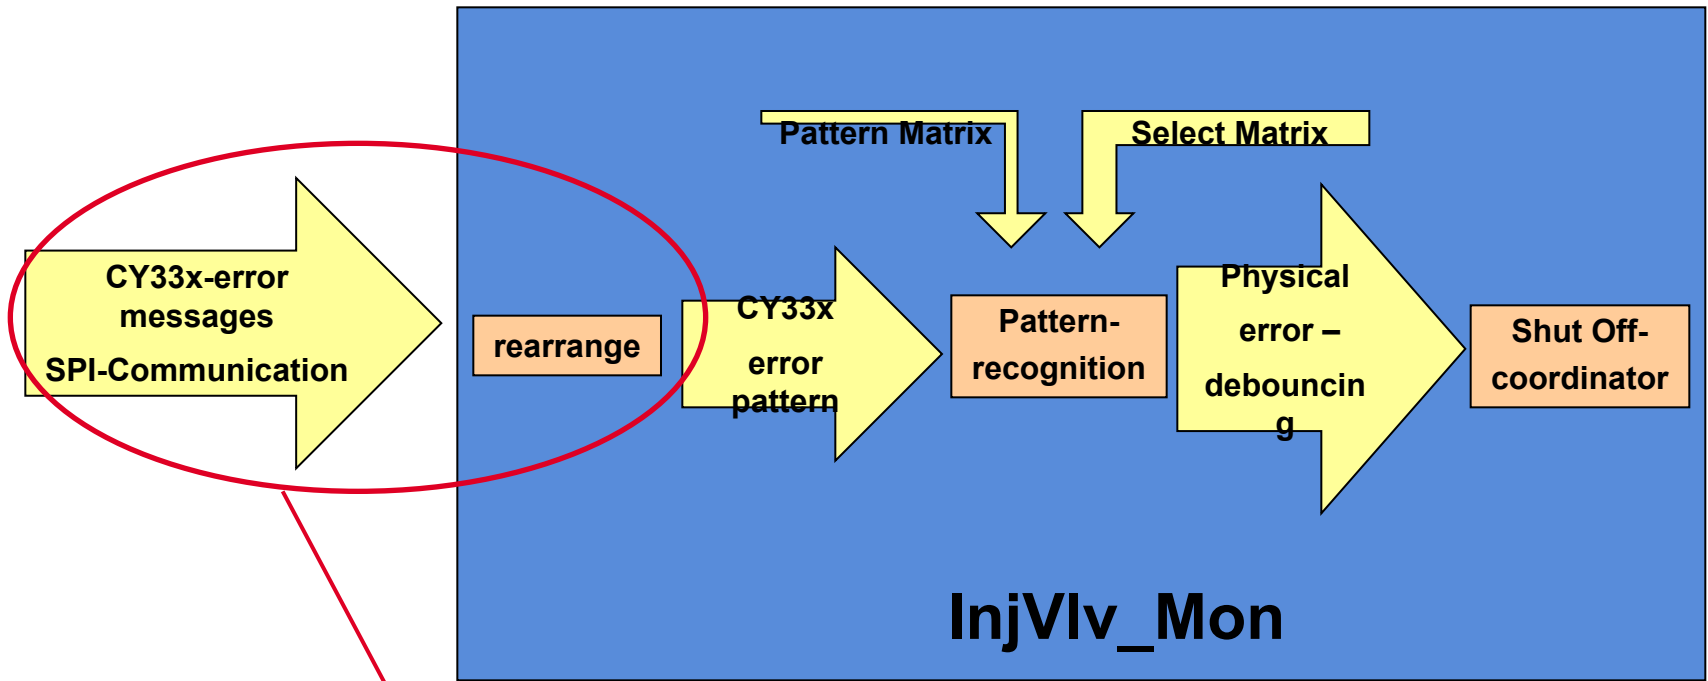 Pattern Matrix
Select Matrix
CY33x-error
messages
SPI-Communication
rearrange
CY33x
error
pattern
Pattern-
recognition
Physical
error –
debouncin
g
Shut Off-
coordinator
InjVlv_Mon